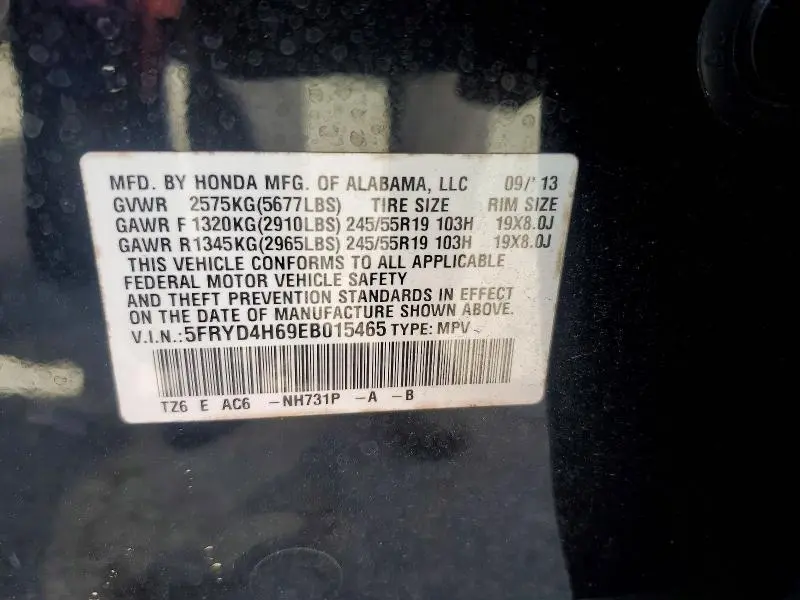 MFD. BY HONDA MFG. OF ALABAMA, LLC 09/'13
GVWR 2575KG(5677LBS) TIRE SIZE RIM SIZE
GAWR F 1320KG(2910LBS) 245/55R19 103H 19X8.0J
GAWR R1345KG(2965LBS) 245/55R19 103H 19X8.0J
THIS VEHICLE CONFORMS TO ALL APPLICABLE
FEDERAL MOTOR VEHICLE SAFETY
AND THEFT PREVENTION STANDARDS IN EFFECT
ON THE DATE OF MANUFACTURE SHOWN ABOVE.
V.I.N.:5FRYD4H69EB015465 TYPE: MPV
TZ6 E AC6 -NH731P -A -B